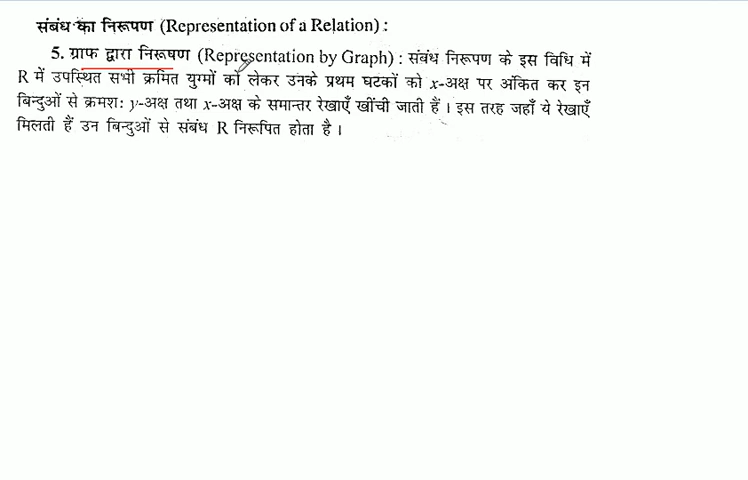 संबंध का निरूपण (Representation of a Relation) :
5. ग्राफ द्वारा निरूपण (Representation by Graph) : संबंध निरूपण के इस विधि में
R में उपस्थित सभी क्रमित युग्मों को लेकर उनके प्रथम घटकों को x-अक्ष पर अंकित कर इन
बिन्दुओं से क्रमशः y-अक्ष तथा x-अक्ष के समान्तर रेखाएँ खींची जाती हैं । इस तरह जहाँ ये रेखाएँ
मिलती हैं उन बिन्दुओं से संबंध R निरूपित होता है ।